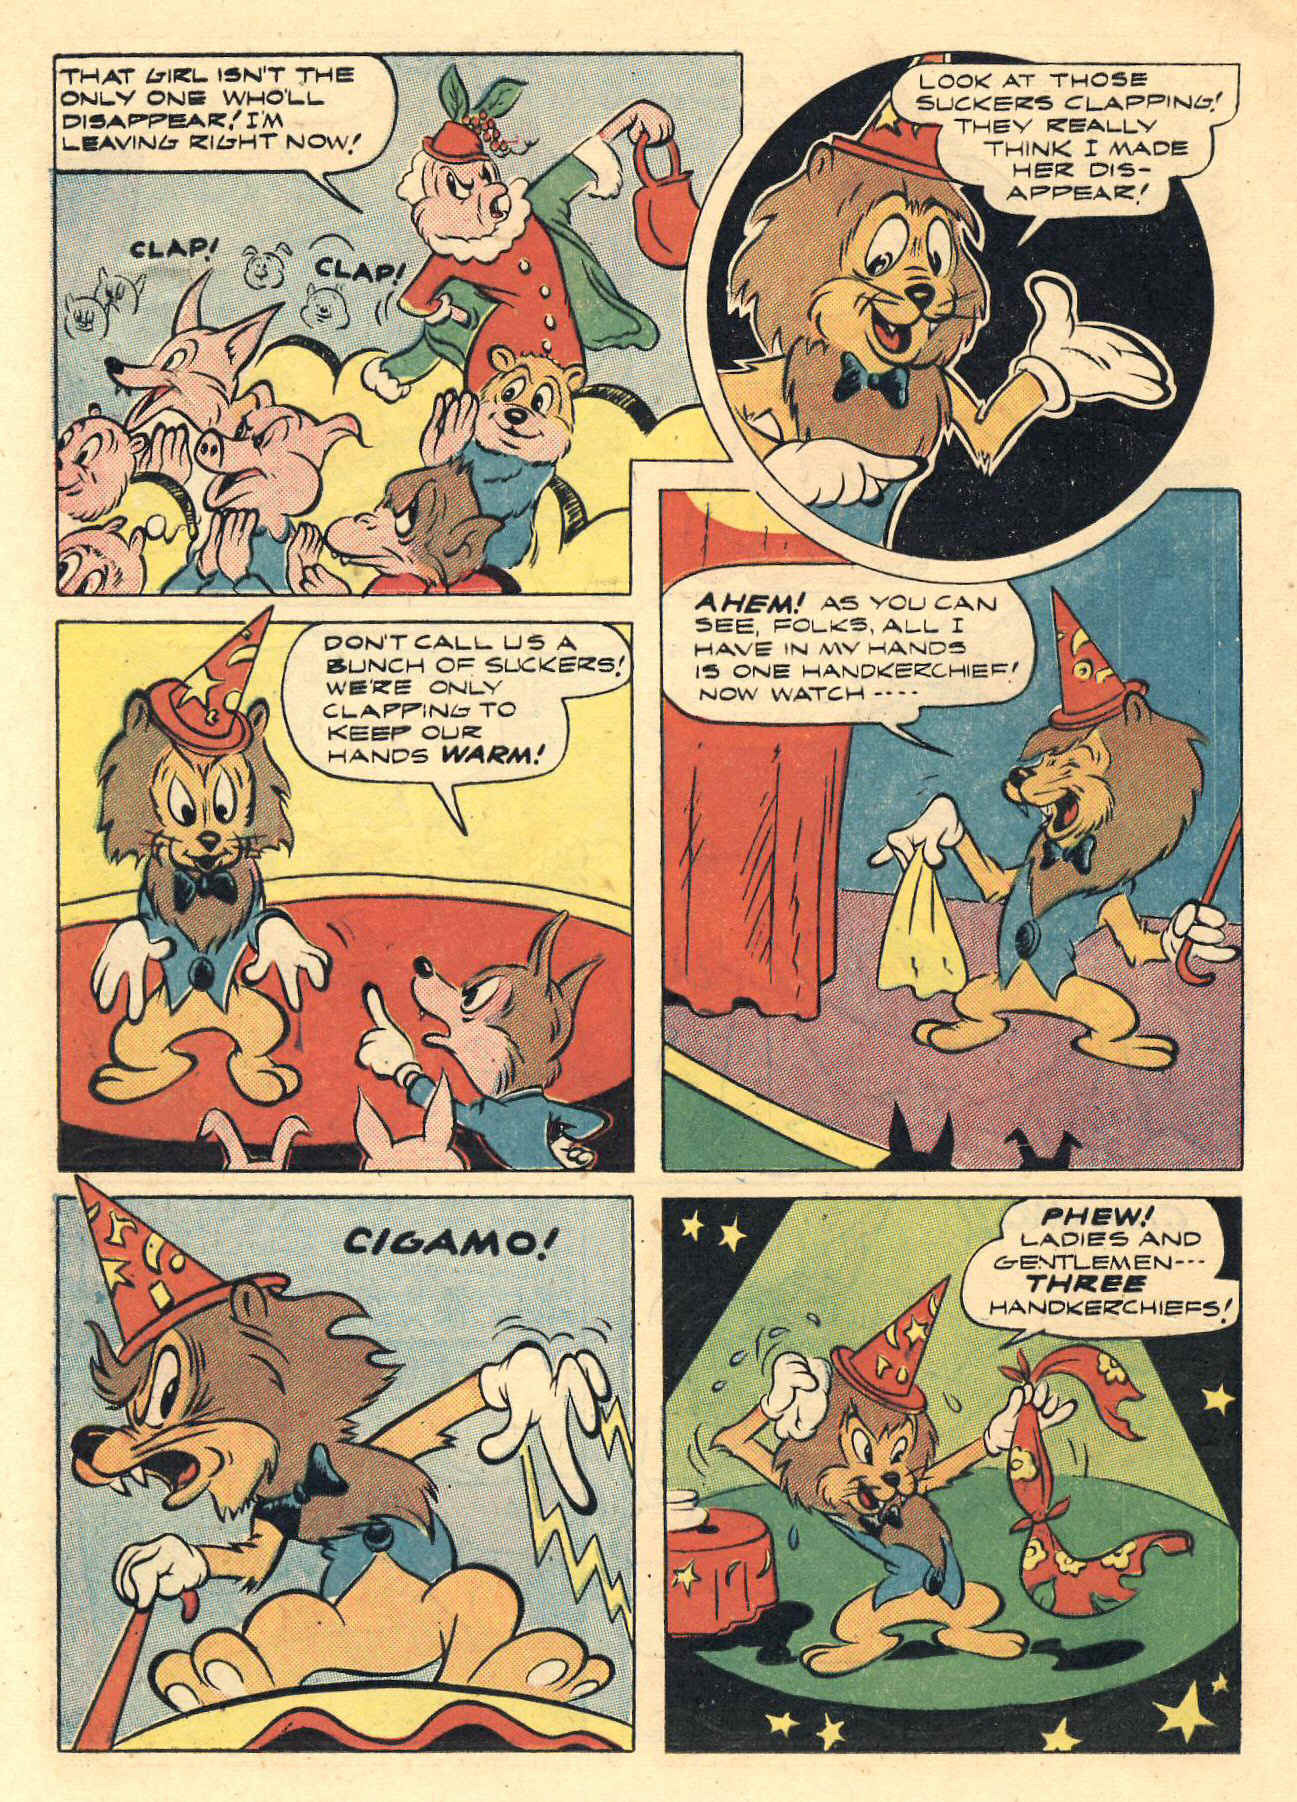 THAT GIRL ISN'T THE
ONLY ONE WHO'LL
DISAPPEAR! I'M
LEAVING RIGHT NOW!
CLAP!
CLAP!
LOOK AT THOSE
SUCKERS CLAPPING!
THEY REALLY
THINK I MADE
HER DIS-
APPEAR!
DON'T CALL US A
BUNCH OF SUCKERS!
WE'RE ONLY
CLAPPING TO
KEEP OUR
HANDS WARM!
AHEM! AS YOU CAN
SEE, FOLKS, ALL I
HAVE IN MY HANDS
IS ONE HANDKERCHIEF!
NOW WATCH ----
CIGAMO!
PHEW!
LADIES AND
GENTLEMEN---
THREE
HANDKERCHIEFS!